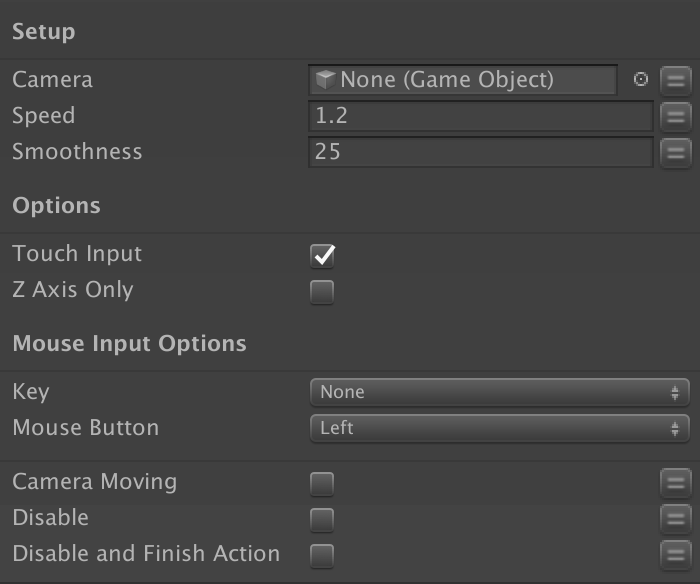 Setup
Camera None (Game Object)
Speed 1.2
Smoothness 25
Options
Touch Input
Z Axis Only
Mouse Input Options
Key None
Mouse Button Left
Camera Moving
Disable
Disable and Finish Action